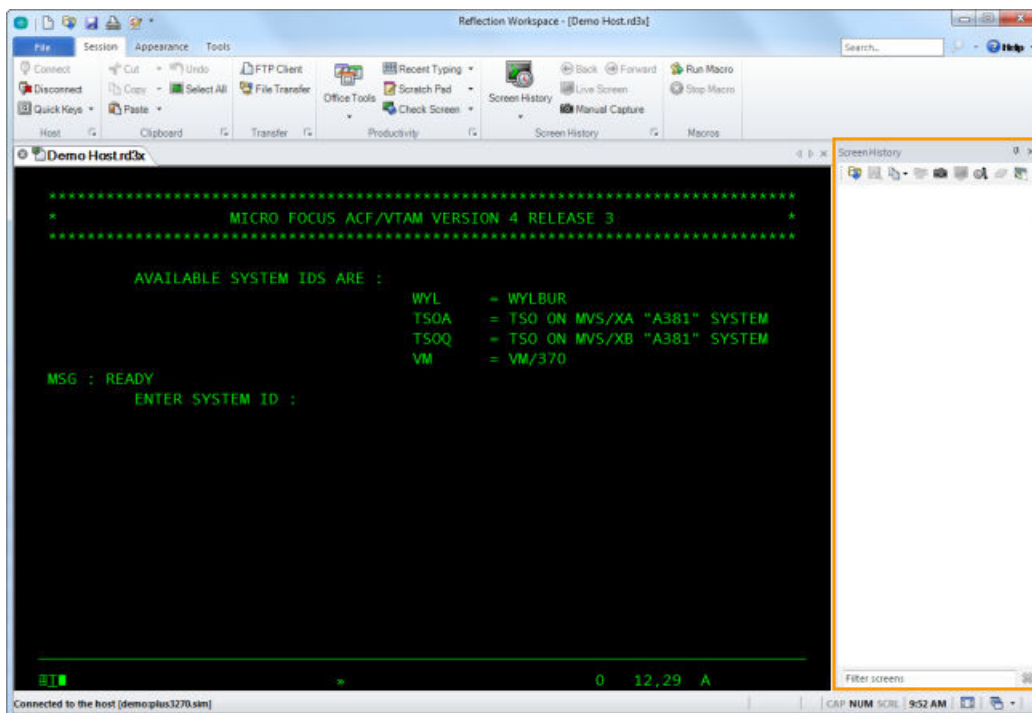 Reflection Workspace - [Demo Host.rd3x]
File Session Appearance Tools Search... Help
Connect Cut Undo FTP Client Recent Typing Back Forward Run Macro
Disconnect Copy Select All File Transfer Office Tools Scratch Pad Screen History Live Screen Stop Macro
Quick Keys Paste Check Screen Manual Capture
Host Clipboard Transfer Productivity Screen History Macros
Demo Host.rd3x Screen History
*******************************************************************************
* MICRO FOCUS ACF/VTAM VERSION 4 RELEASE 3 *
*******************************************************************************
AVAILABLE SYSTEM IDS ARE :
WYL = WYLBUR
TSOA = TSO ON MVS/XA "A381" SYSTEM
TSOQ = TSO ON MVS/XB "A381" SYSTEM
VM = VM/370
MSG : READY
ENTER SYSTEM ID :
Filter screens
0 12,29 A
Connected to the host [demo:plus3270.sim] CAP NUM SCRL 9:52 AM